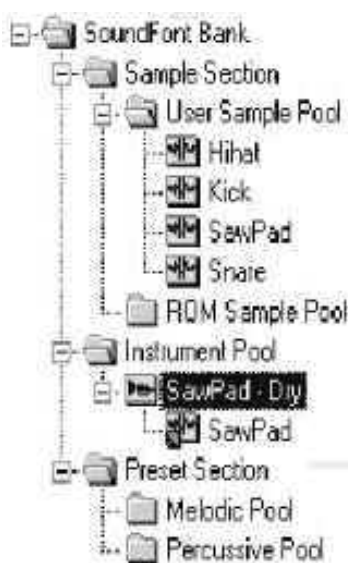 SoundFont Bank
Sample Section
User Sample Pool
Hihat
Kick
SawPad
Snare
ROM Sample Pool
Instrument Pool
SawPad - Dry
SawPad
Preset Section
Melodic Pool
Percussive Pool